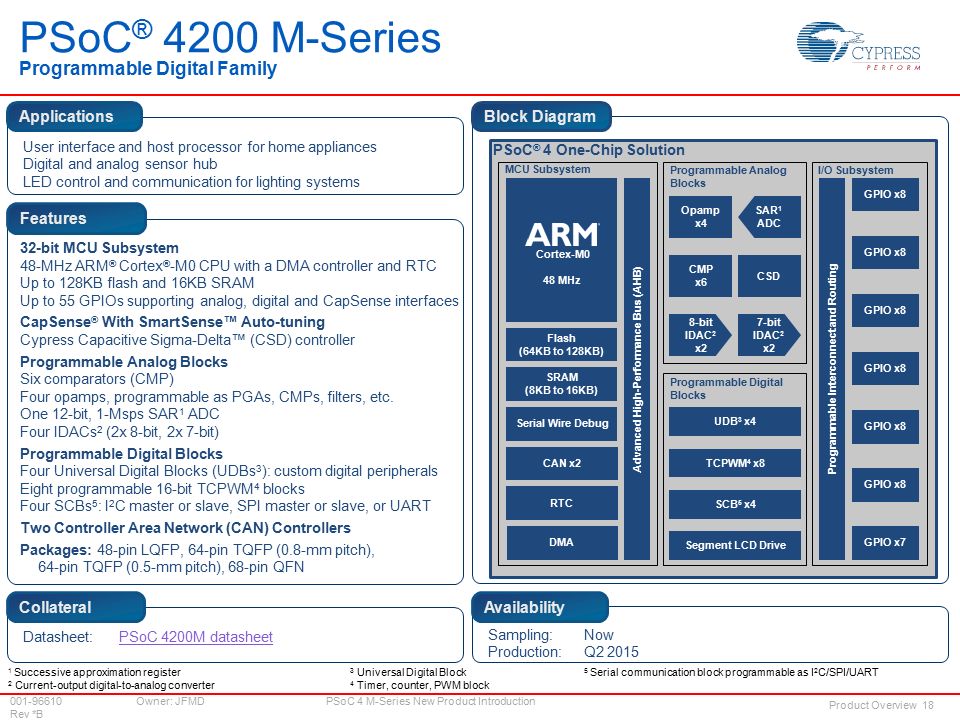 PSoC® 4200 M-Series
Programmable Digital Family
CYPRESS
PERFORM
Applications
User interface and host processor for home appliances
Digital and analog sensor hub
LED control and communication for lighting systems
Features
32-bit MCU Subsystem
48-MHz ARM® Cortex®-M0 CPU with a DMA controller and RTC
Up to 128KB flash and 16KB SRAM
Up to 55 GPIOs supporting analog, digital and CapSense interfaces
CapSense® With SmartSense™ Auto-tuning
Cypress Capacitive Sigma-Delta™ (CSD) controller
Programmable Analog Blocks
Six comparators (CMP)
Four opamps, programmable as PGAs, CMPs, filters, etc.
One 12-bit, 1-Msps SAR¹ ADC
Four IDACs² (2x 8-bit, 2x 7-bit)
Programmable Digital Blocks
Four Universal Digital Blocks (UDBs³): custom digital peripherals
Eight programmable 16-bit TCPWM⁴ blocks
Four SCBs⁵: I²C master or slave, SPI master or slave, or UART
Two Controller Area Network (CAN) Controllers
Packages: 48-pin LQFP, 64-pin TQFP (0.8-mm pitch),
64-pin TQFP (0.5-mm pitch), 68-pin QFN
Collateral
Datasheet: PSoC 4200M datasheet
Block Diagram
PSoC® 4 One-Chip Solution
MCU Subsystem
ARM®
Cortex-M0
48 MHz
Flash
(64KB to 128KB)
SRAM
(8KB to 16KB)
Serial Wire Debug
CAN x2
RTC
DMA
Advanced High-Performance Bus (AHB)
Programmable Analog
Blocks
Opamp
x4
SAR¹
ADC
CMP
x6
CSD
8-bit
IDAC²
x2
7-bit
IDAC²
x2
Programmable Digital
Blocks
UDB³ x4
TCPWM⁴ x8
SCB⁵ x4
Segment LCD Drive
I/O Subsystem
Programmable Interconnect and Routing
GPIO x8
GPIO x8
GPIO x8
GPIO x8
GPIO x8
GPIO x8
GPIO x7
Availability
Sampling: Now
Production: Q2 2015
¹ Successive approximation register
² Current-output digital-to-analog converter
³ Universal Digital Block
⁴ Timer, counter, PWM block
⁵ Serial communication block programmable as I²C/SPI/UART
001-96610 Owner: JFMD PSoC 4 M-Series New Product Introduction
Rev *B
Product Overview 18